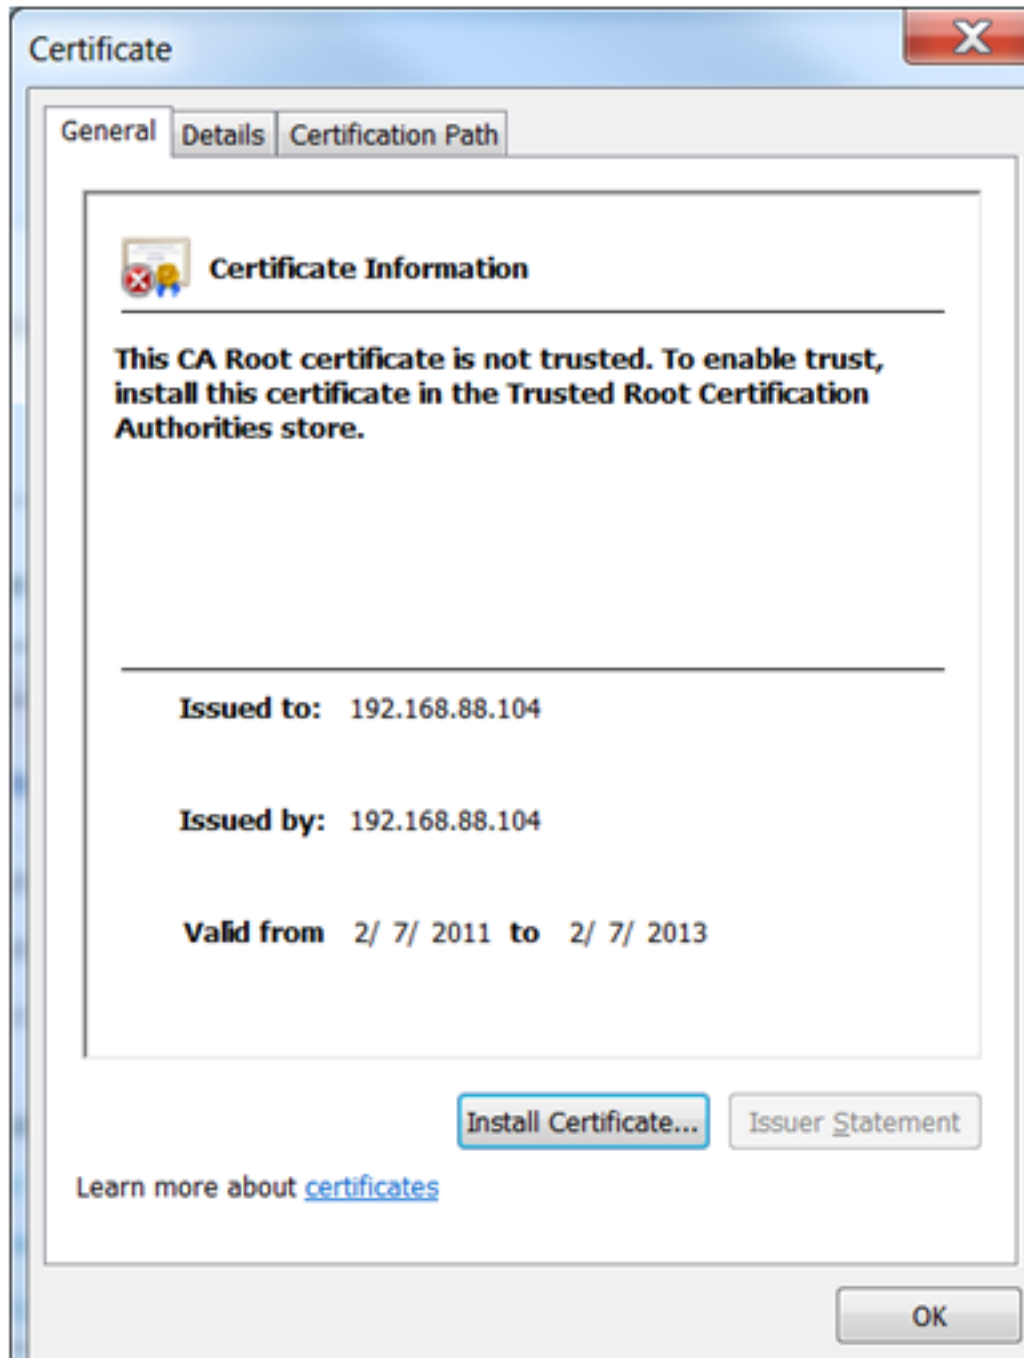 Certificate
General Details Certification Path
Certificate Information
This CA Root certificate is not trusted. To enable trust,
install this certificate in the Trusted Root Certification
Authorities store.
Issued to: 192.168.88.104
Issued by: 192.168.88.104
Valid from 2/ 7/ 2011 to 2/ 7/ 2013
Install Certificate... Issuer Statement
Learn more about certificates
OK